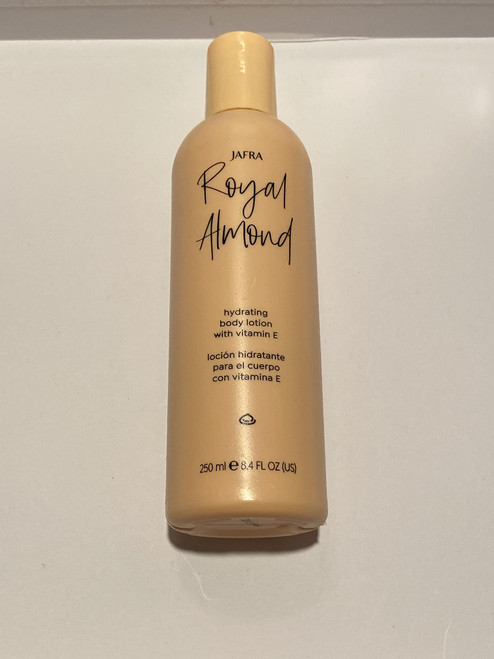 JAFRA
Royal
Almond
hydrating
body lotion
with vitamin E
loción hidratante
para el cuerpo
con vitamina E
250 ml ℮ 8.4 FL OZ (US)